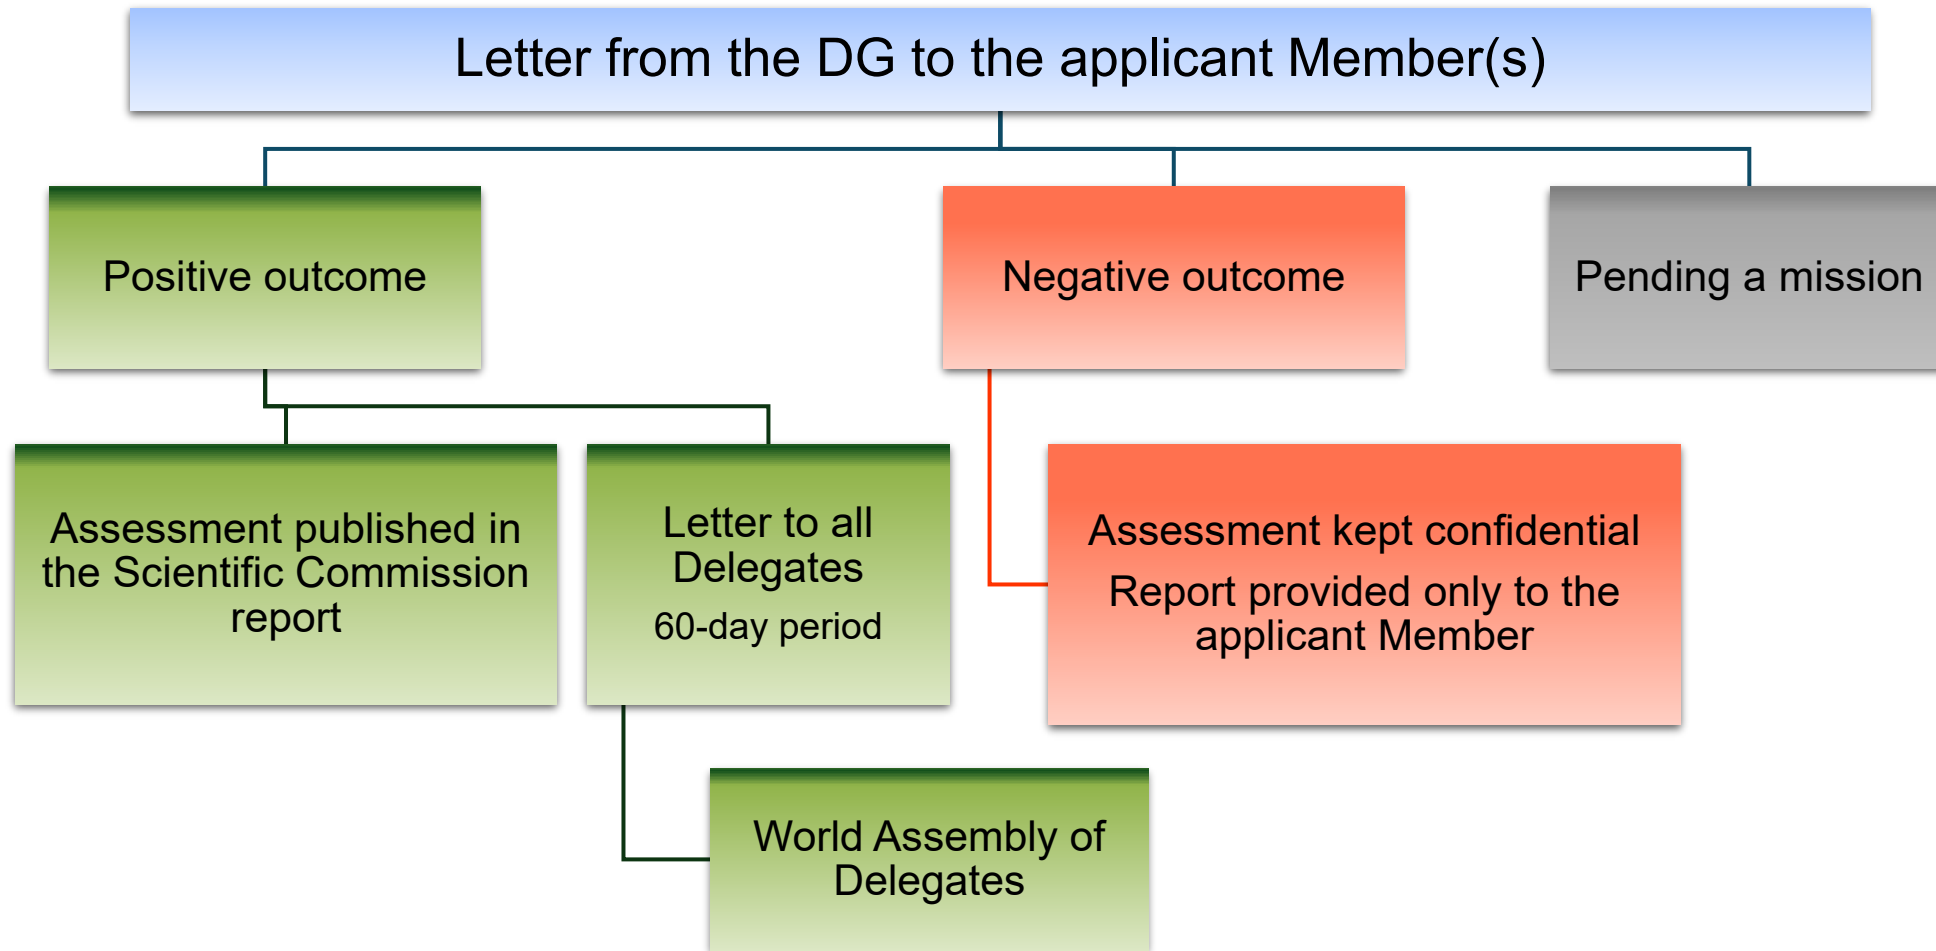 Letter from the DG to the applicant Member(s)
Positive outcome
Negative outcome
Pending a mission
Assessment published in
the Scientific Commission
report
Letter to all
Delegates
60-day period
Assessment kept confidential
Report provided only to the
applicant Member
World Assembly of
Delegates